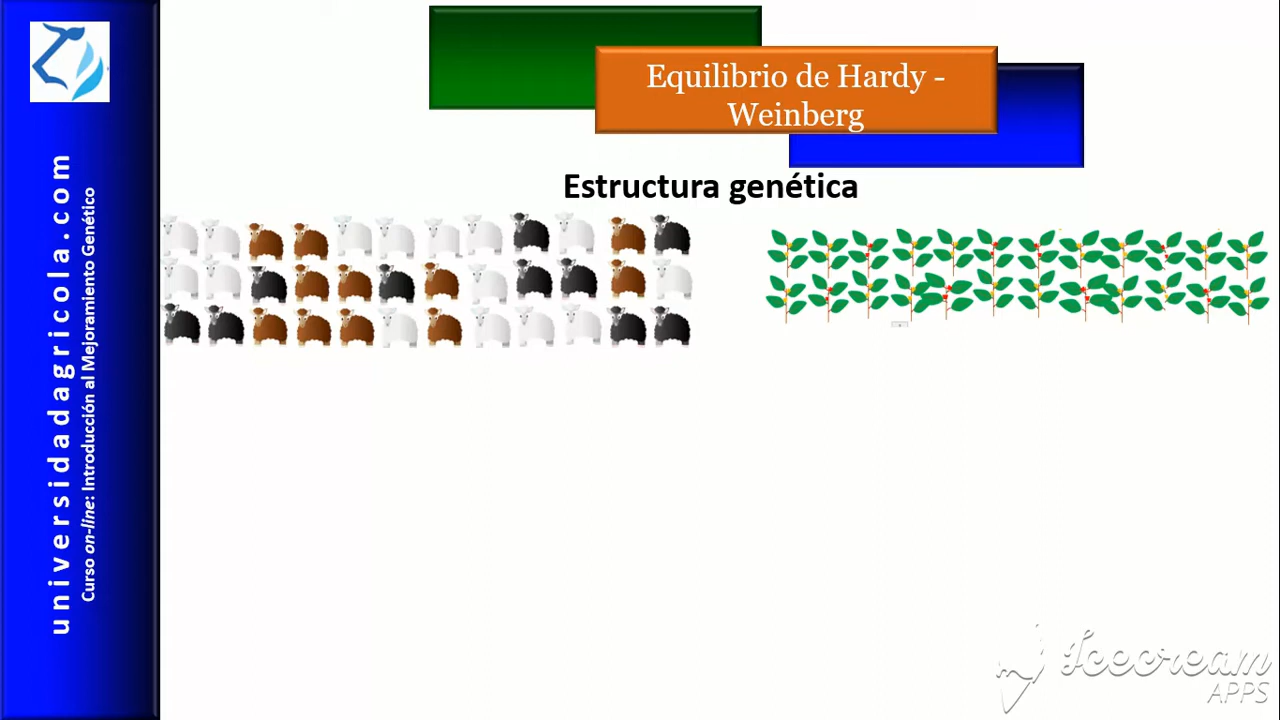 universidadagricola.com
Curso on-line: Introducción al Mejoramiento Genético
Equilibrio de Hardy -
Weinberg
Estructura genética
Icecream
APPS